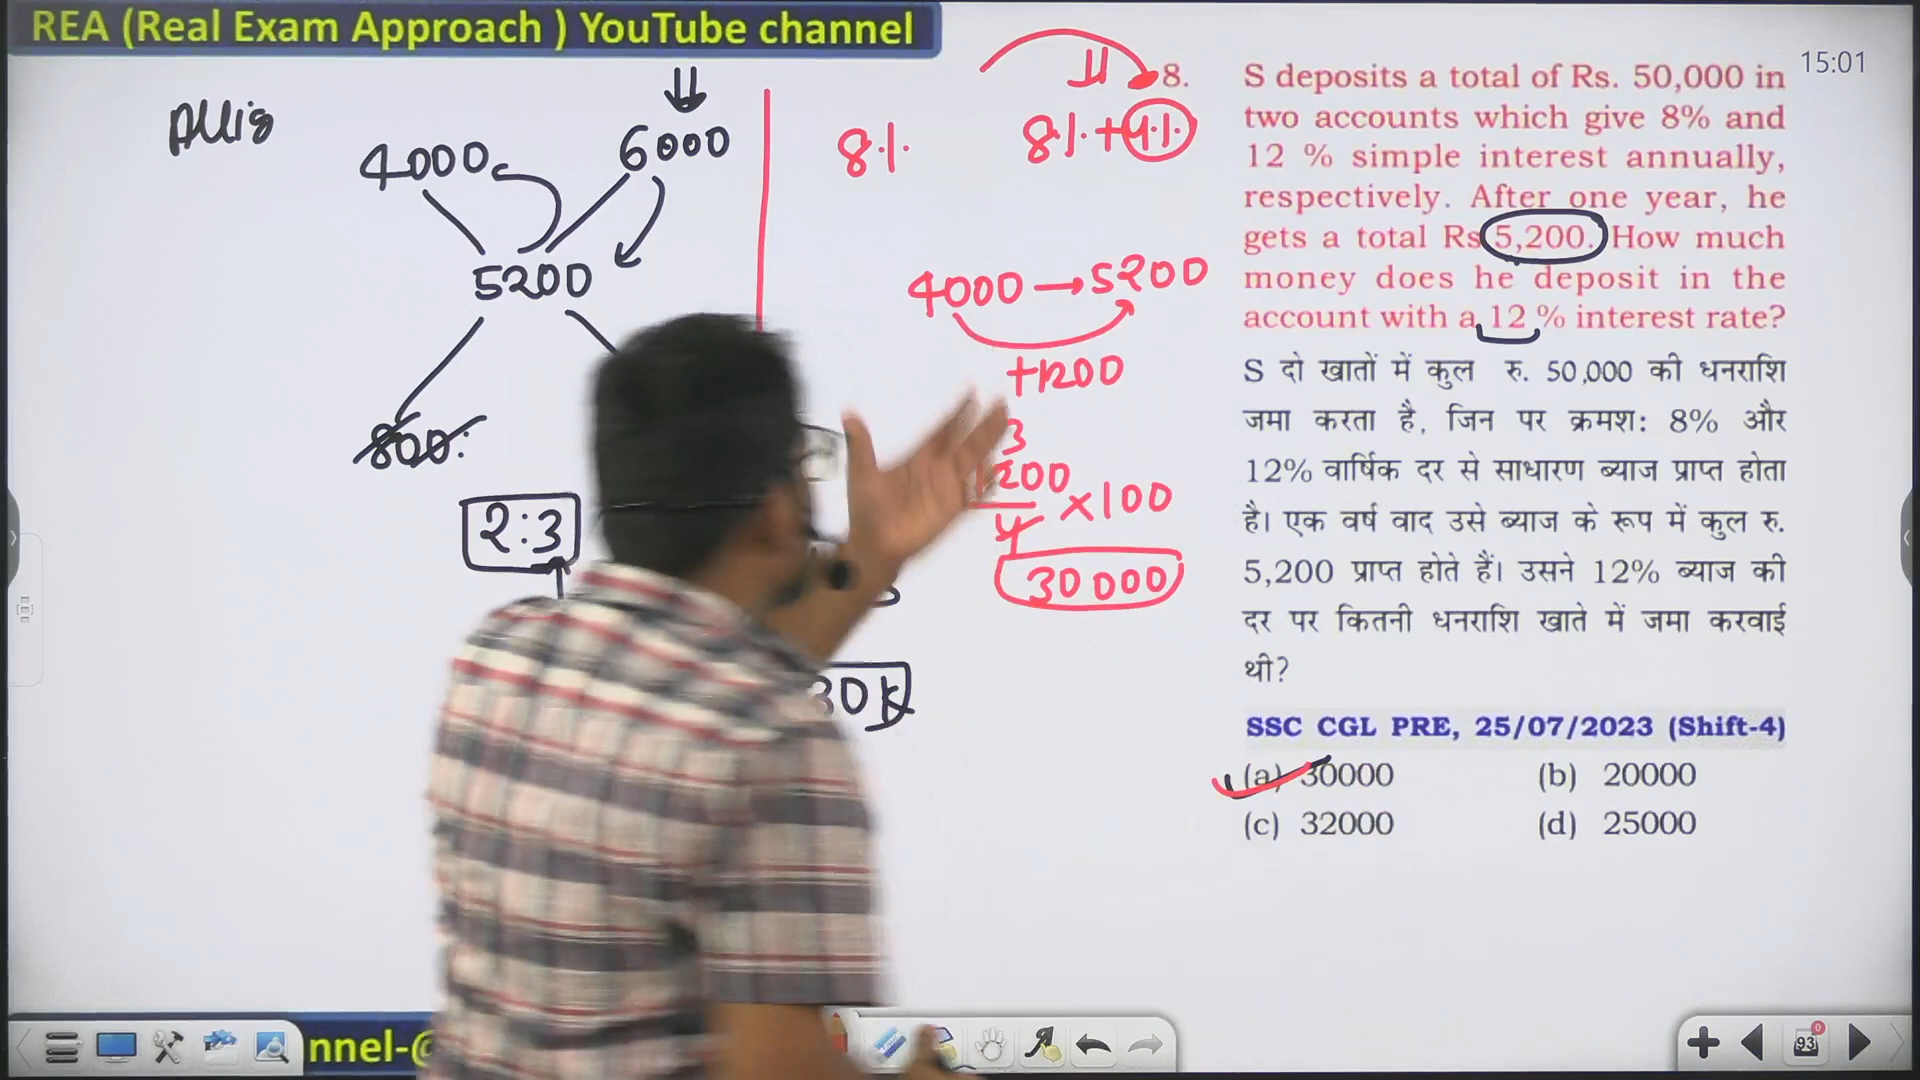 REA (Real Exam Approach ) YouTube channel
15:01
Allig
4000
6000
5200
800
2:3
30K
8%
8%+4%
4000→5200
+1200
3
1200
4
×100
30000
8.
S deposits a total of Rs. 50,000 in
two accounts which give 8% and
12 % simple interest annually,
respectively. After one year, he
gets a total Rs 5,200. How much
money does he deposit in the
account with a 12 % interest rate?
S दो खातों में कुल रु. 50,000 की धनराशि
जमा करता है, जिन पर क्रमश: 8% और
12% वार्षिक दर से साधारण ब्याज प्राप्त होता
है। एक वर्ष वाद उसे ब्याज के रूप में कुल रु.
5,200 प्राप्त होते हैं। उसने 12% ब्याज की
दर पर कितनी धनराशि खाते में जमा करवाई
थी?
SSC CGL PRE, 25/07/2023 (Shift-4)
(a) 30000
(b) 20000
(c) 32000
(d) 25000
nnel-@
93
0